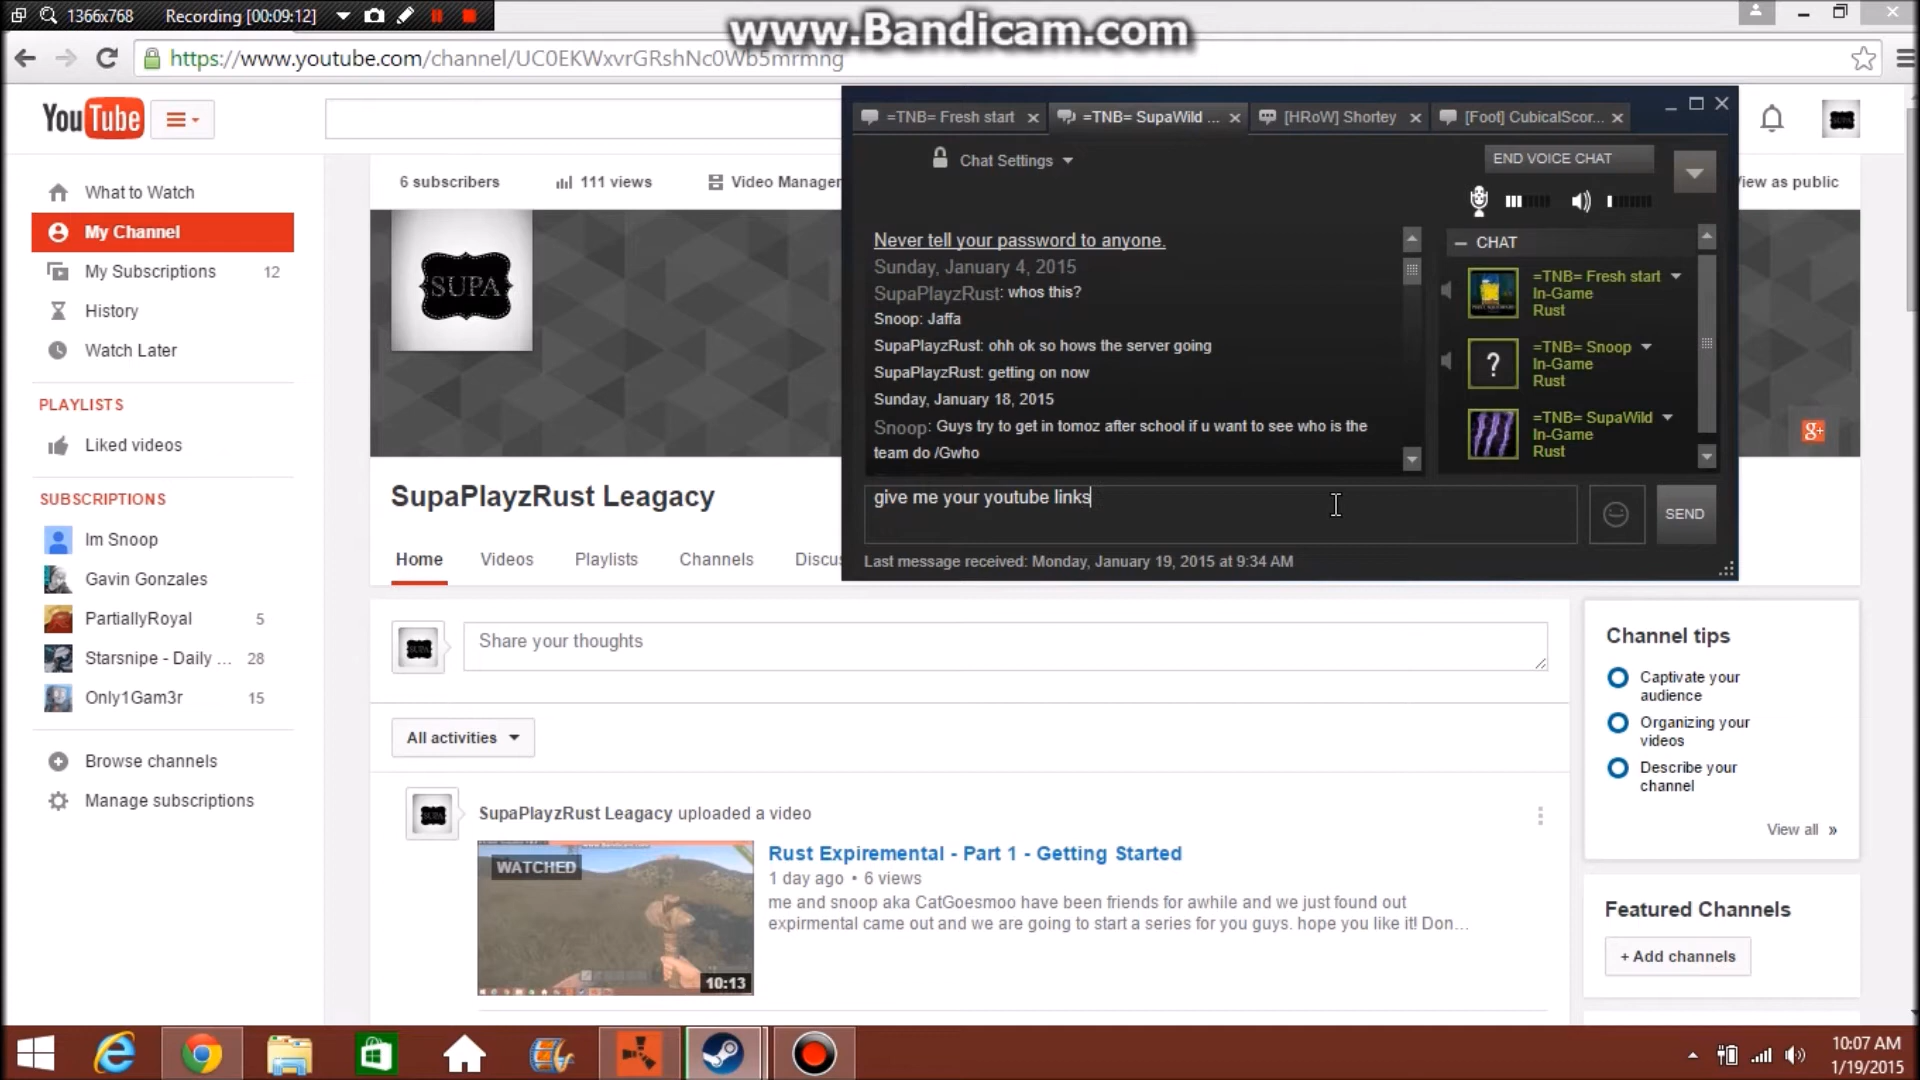 1366x768 Recording [00:09:12]
www.Bandicam.com
https://www.youtube.com/channel/UC0EKWxvrGRshNc0Wb5mrmng
YouTube
=TNB= Fresh start
=TNB= SupaWild ...
[HRoW] Shortey
[Foot] CubicalScor...
Chat Settings
END VOICE CHAT
6 subscribers
111 views
Video Manager
View as public
What to Watch
My Channel
My Subscriptions 12
History
Watch Later
PLAYLISTS
Liked videos
SUBSCRIPTIONS
Im Snoop
Gavin Gonzales
PartiallyRoyal 5
Starsnipe - Daily ... 28
Only1Gam3r 15
Browse channels
Manage subscriptions
SUPA
Never tell your password to anyone.
Sunday, January 4, 2015
SupaPlayzRust: whos this?
Snoop: Jaffa
SupaPlayzRust: ohh ok so hows the server going
SupaPlayzRust: getting on now
Sunday, January 18, 2015
Snoop: Guys try to get in tomoz after school if u want to see who is the
team do /Gwho
CHAT
=TNB= Fresh start
In-Game
Rust
?
=TNB= Snoop
In-Game
Rust
=TNB= SupaWild
In-Game
Rust
give me your youtube links
SEND
Last message received: Monday, January 19, 2015 at 9:34 AM
g+
SupaPlayzRust Leagacy
Home
Videos
Playlists
Channels
Discu
Share your thoughts
All activities
SupaPlayzRust Leagacy uploaded a video
WATCHED
10:13
Rust Expiremental - Part 1 - Getting Started
1 day ago • 6 views
me and snoop aka CatGoesmoo have been friends for awhile and we just found out
expirmental came out and we are going to start a series for you guys. hope you like it! Don...
Channel tips
Captivate your
audience
Organizing your
videos
Describe your
channel
View all »
Featured Channels
+ Add channels
10:07 AM
1/19/2015